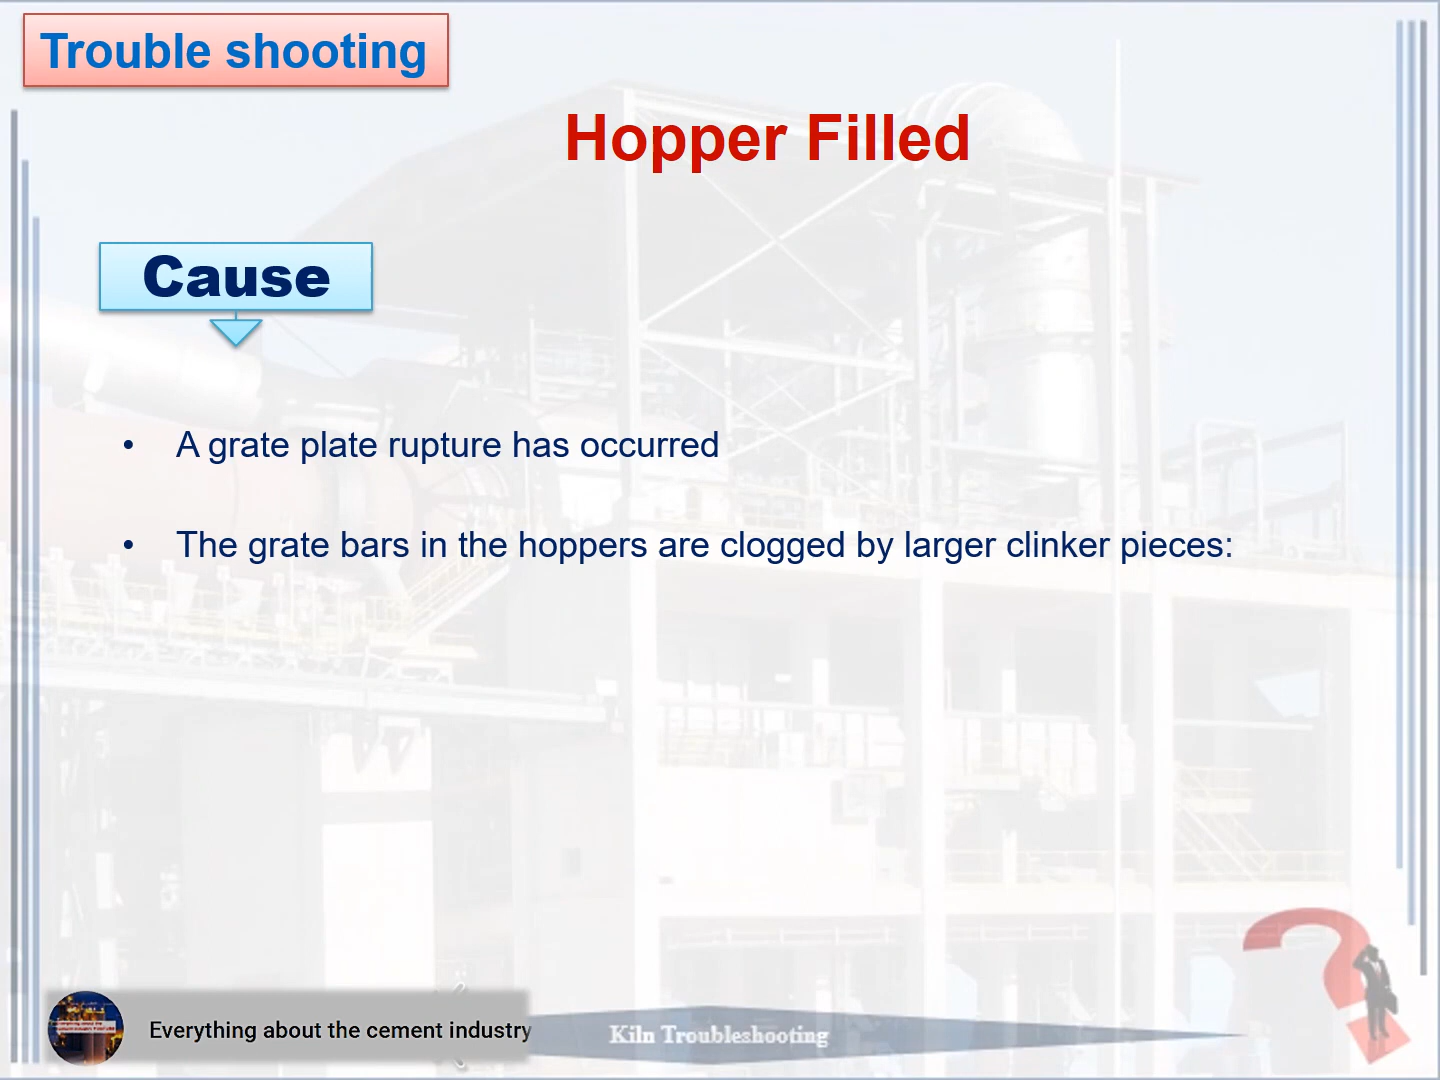 Trouble shooting
Hopper Filled
Cause
• A grate plate rupture has occurred
• The grate bars in the hoppers are clogged by larger clinker pieces:
Everything about the cement industry
Kiln Troubleshooting